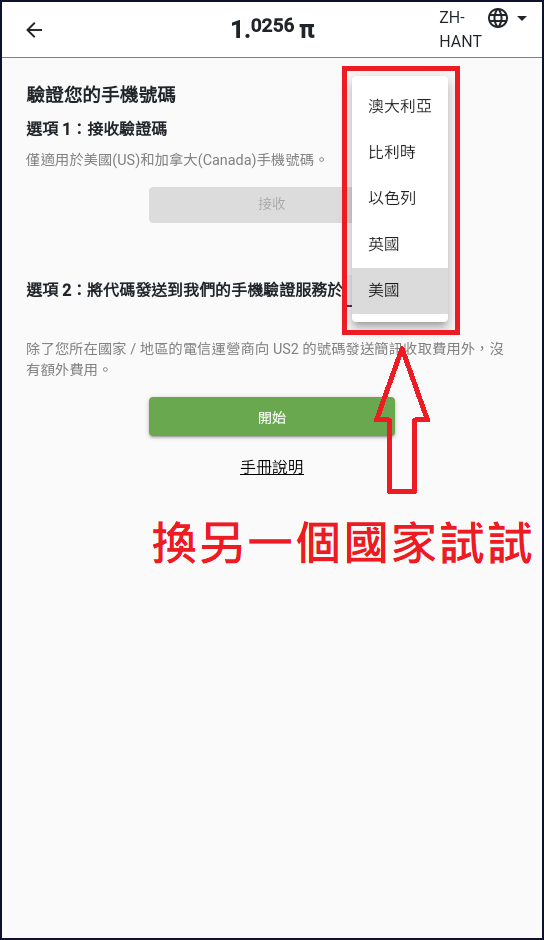 1.0256 π
ZH-
HANT
驗證您的手機號碼
選項 1：接收驗證碼
僅適用於美國(US)和加拿大(Canada)手機號碼。
接收
澳大利亞
比利時
以色列
英國
美國
選項 2：將代碼發送到我們的手機驗證服務於
除了您所在國家 / 地區的電信運營商向 US2 的號碼發送簡訊收取費用外，沒
有額外費用。
開始
手冊說明
換另一個國家試試